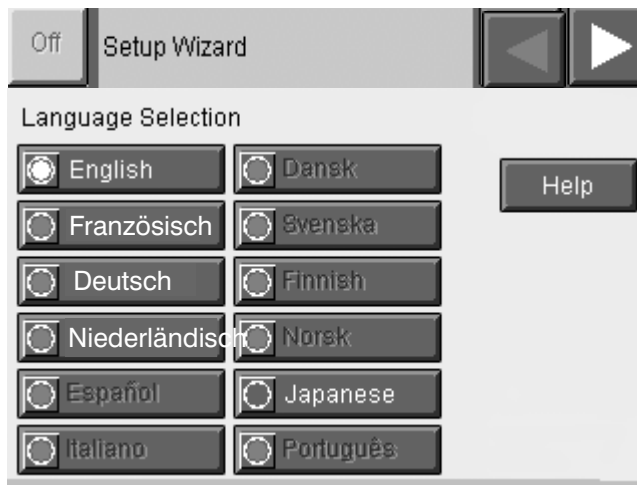 Off
Setup Wizard
Language Selection
English
Dansk
Help
Französisch
Svenska
Deutsch
Finnish
Niederländisch
Norsk
Español
Japanese
Italiano
Português